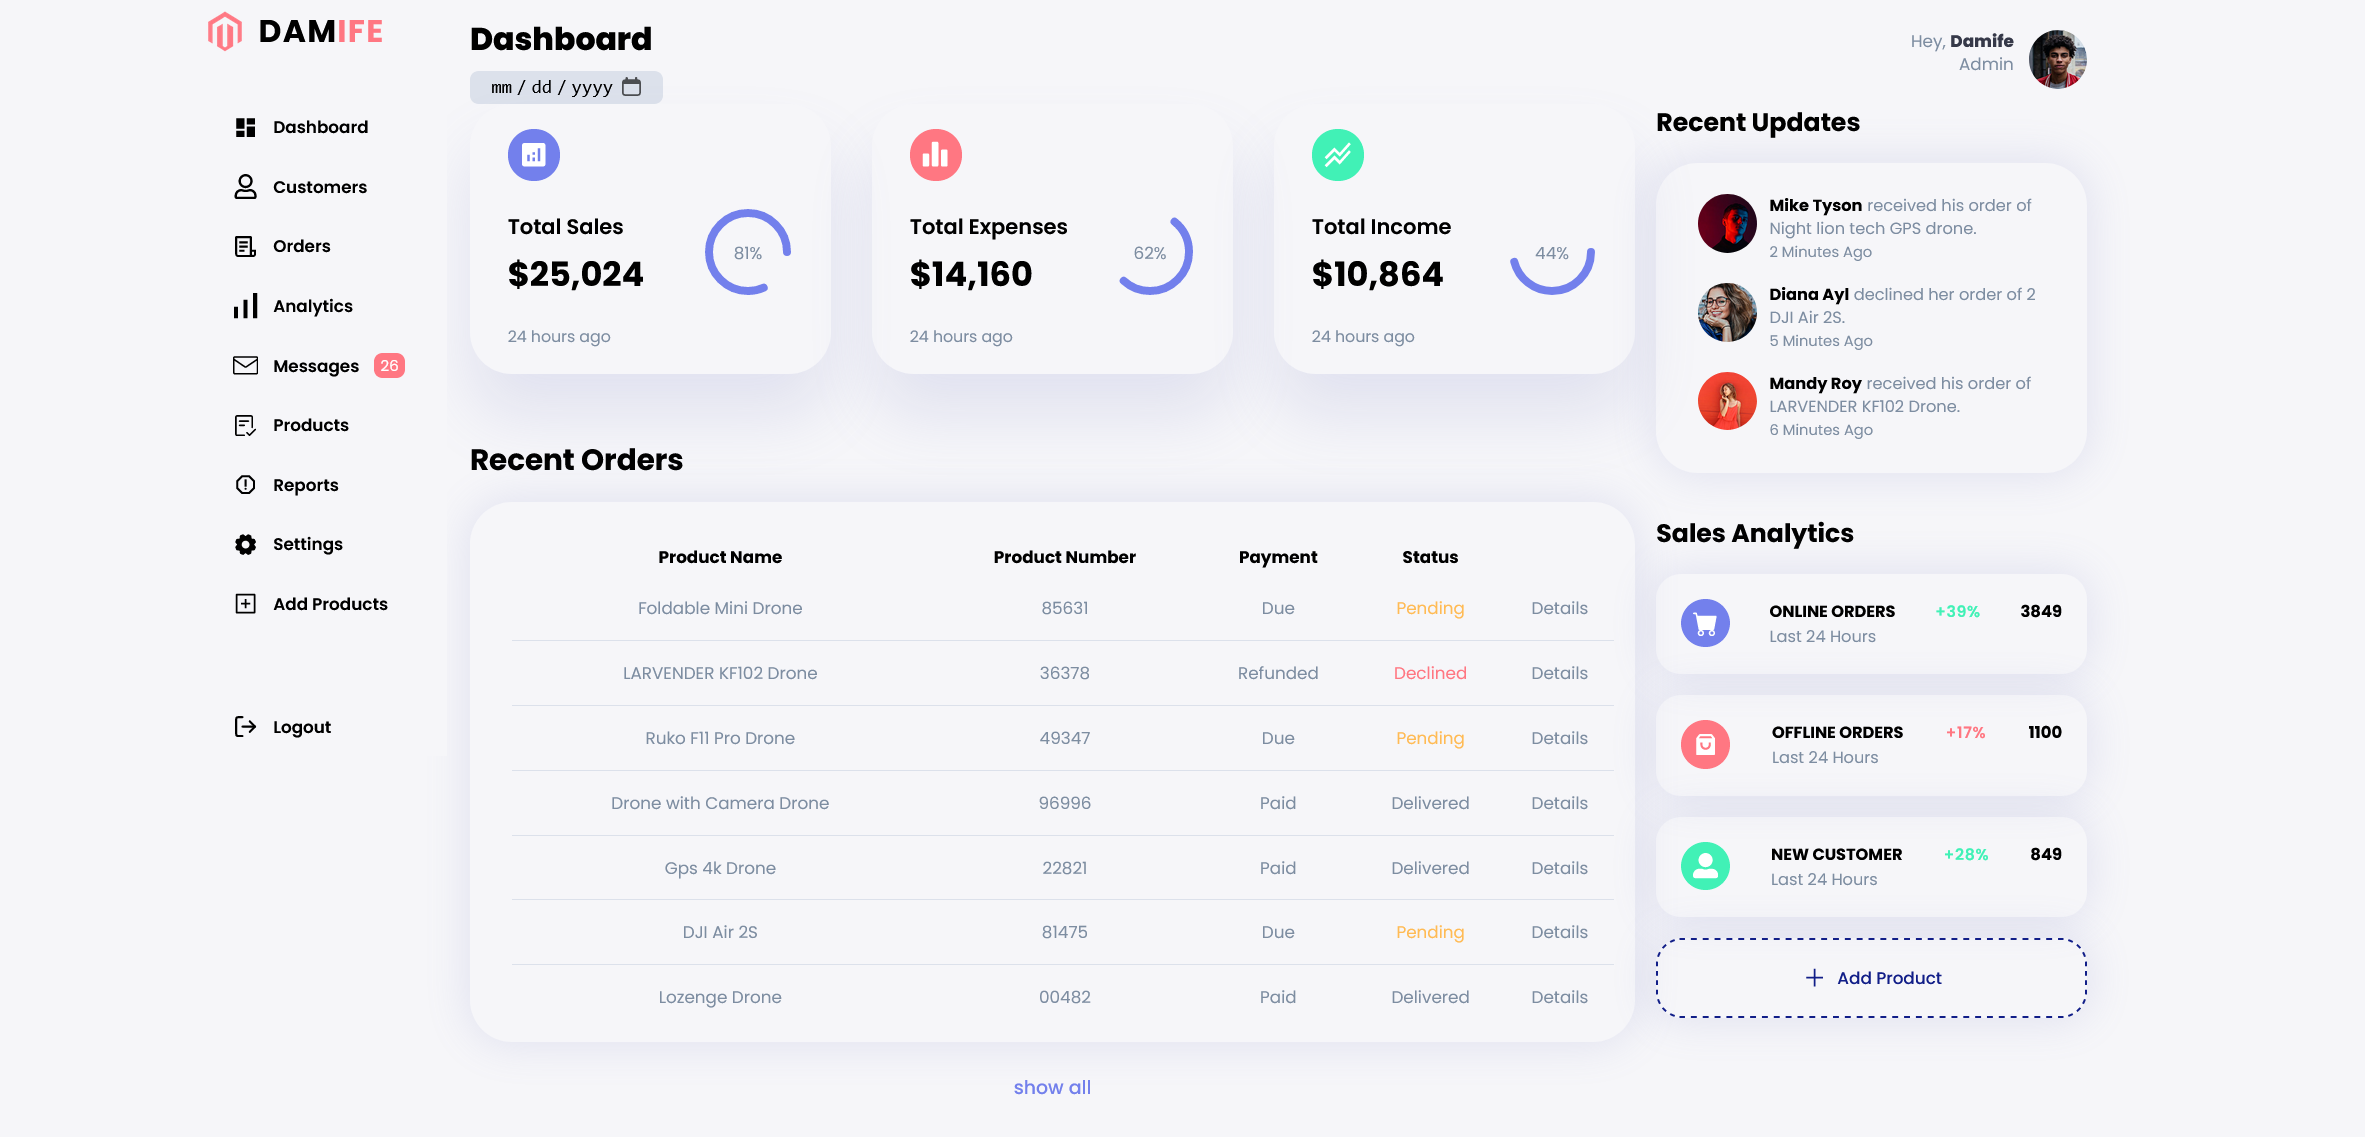 DAMIFE
Dashboard
Customers
Orders
Analytics
Messages 26
Products
Reports
Settings
Add Products
Logout
Dashboard
mm / dd / yyyy
Total Sales
$25,024
81%
24 hours ago
Total Expenses
$14,160
62%
24 hours ago
Total Income
$10,864
44%
24 hours ago
Recent Orders
Product Name Product Number Payment Status
Foldable Mini Drone 85631 Due Pending Details
LARVENDER KF102 Drone 36378 Refunded Declined Details
Ruko F11 Pro Drone 49347 Due Pending Details
Drone with Camera Drone 96996 Paid Delivered Details
Gps 4k Drone 22821 Paid Delivered Details
DJI Air 2S 81475 Due Pending Details
Lozenge Drone 00482 Paid Delivered Details
show all
Hey, Damife
Admin
Recent Updates
Mike Tyson received his order of
Night lion tech GPS drone.
2 Minutes Ago
Diana Ayl declined her order of 2
DJI Air 2S.
5 Minutes Ago
Mandy Roy received his order of
LARVENDER KF102 Drone.
6 Minutes Ago
Sales Analytics
ONLINE ORDERS +39% 3849
Last 24 Hours
OFFLINE ORDERS +17% 1100
Last 24 Hours
NEW CUSTOMER +28% 849
Last 24 Hours
Add Product